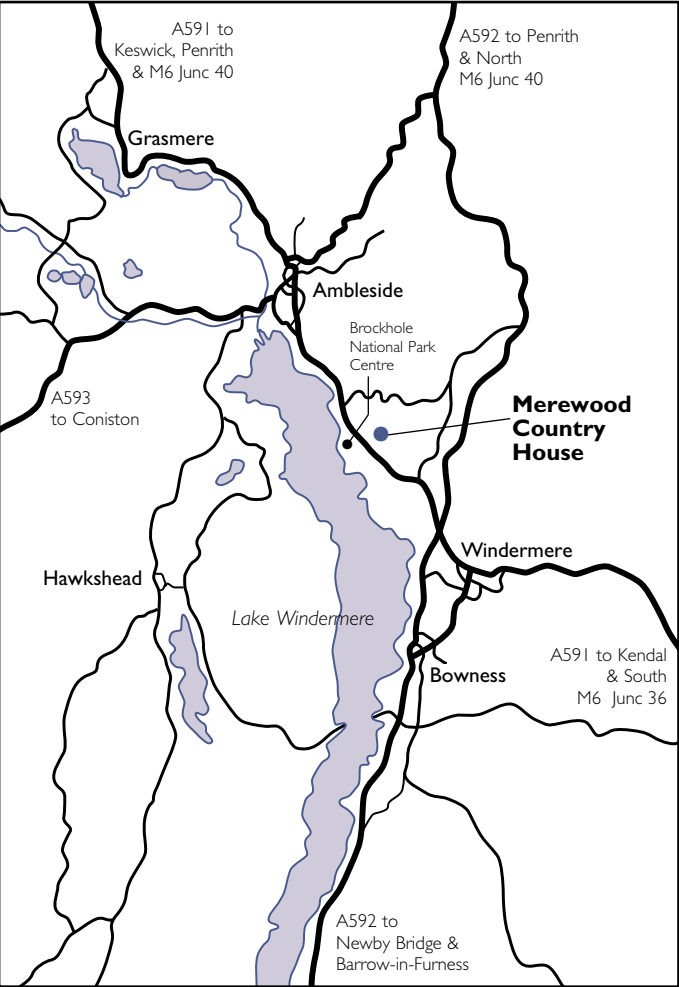 A591 to
Keswick, Penrith
& M6 Junc 40
A592 to Penrith
& North
M6 Junc 40
Grasmere
Ambleside
Brockhole
National Park
Centre
A593
to Coniston
Merewood
Country
House
Windermere
Hawkshead
Lake Windermere
A591 to Kendal
& South
M6 Junc 36
Bowness
A592 to
Newby Bridge &
Barrow-in-Furness